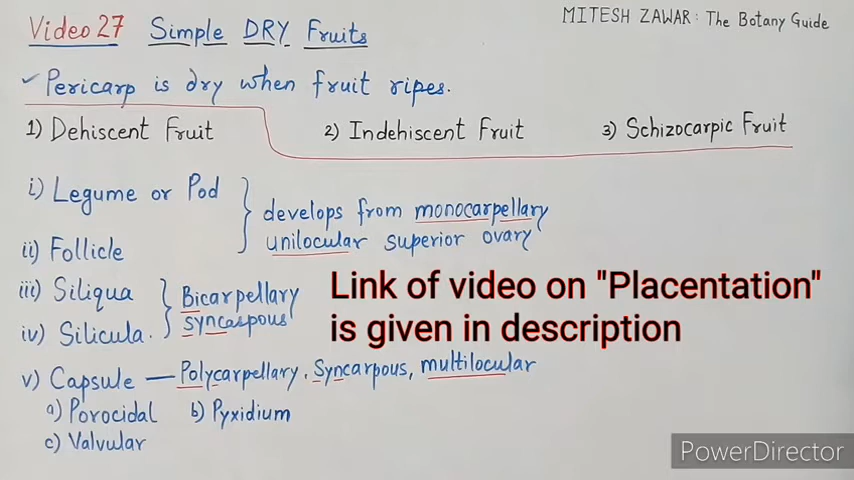 Video 27 Simple DRY Fruits
MITESH ZAWAR: The Botany Guide
✓ Pericarp is dry when fruit ripes.
1) Dehiscent Fruit 2) Indehiscent Fruit 3) Schizocarpic Fruit
i) Legume or Pod
ii) Follicle
develops from monocarpellary
unilocular superior ovary
iii) Siliqua
iv) Silicula.
Bicarpellary
syncarpous
Link of video on "Placentation"
is given in description
v) Capsule — Polycarpellary, Syncarpous, multilocular
a) Porocidal b) Pyxidium
c) Valvular
PowerDirector